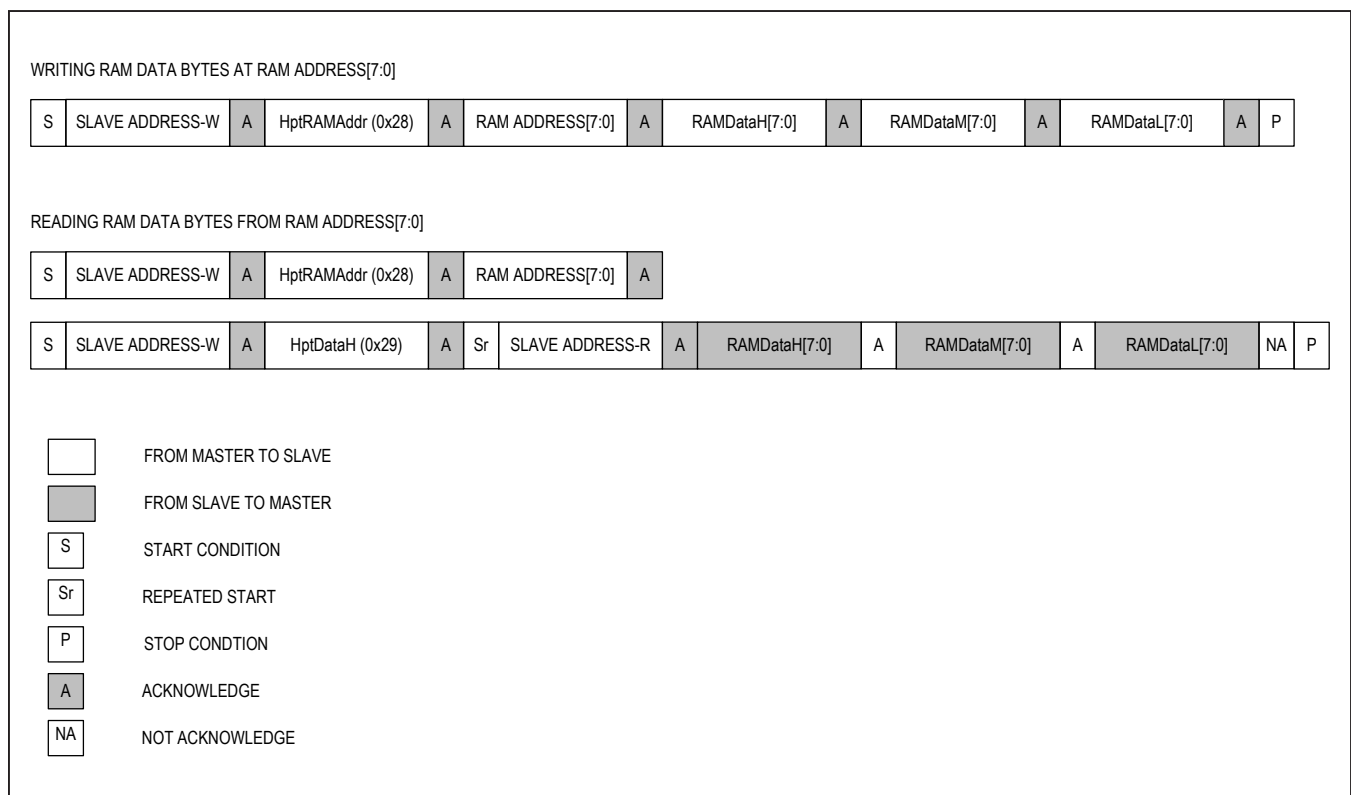 WRITING RAM DATA BYTES AT RAM ADDRESS[7:0]
S SLAVE ADDRESS-W A HptRAMAddr (0x28) A RAM ADDRESS[7:0] A RAMDataH[7:0] A RAMDataM[7:0] A RAMDataL[7:0] A P
READING RAM DATA BYTES FROM RAM ADDRESS[7:0]
S SLAVE ADDRESS-W A HptRAMAddr (0x28) A RAM ADDRESS[7:0] A
S SLAVE ADDRESS-W A HptDataH (0x29) A Sr SLAVE ADDRESS-R A RAMDataH[7:0] A RAMDataM[7:0] A RAMDataL[7:0] NA P
FROM MASTER TO SLAVE
FROM SLAVE TO MASTER
S START CONDITION
Sr REPEATED START
P STOP CONDTION
A ACKNOWLEDGE
NA NOT ACKNOWLEDGE